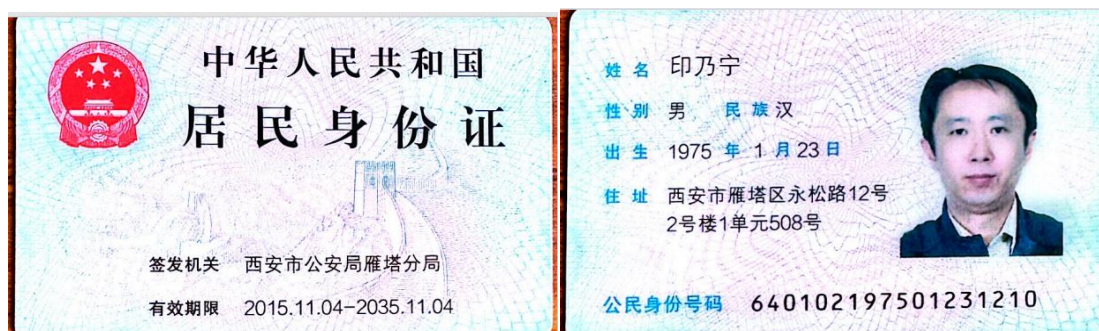 中华人民共和国
居民身份证
签发机关 西安市公安局雁塔分局
有效期限 2015.11.04-2035.11.04
姓名 印乃宁
性别 男 民族 汉
出生 1975 年 1 月 23 日
住址 西安市雁塔区永松路12号
2号楼1单元508号
公民身份号码 640102197501231210